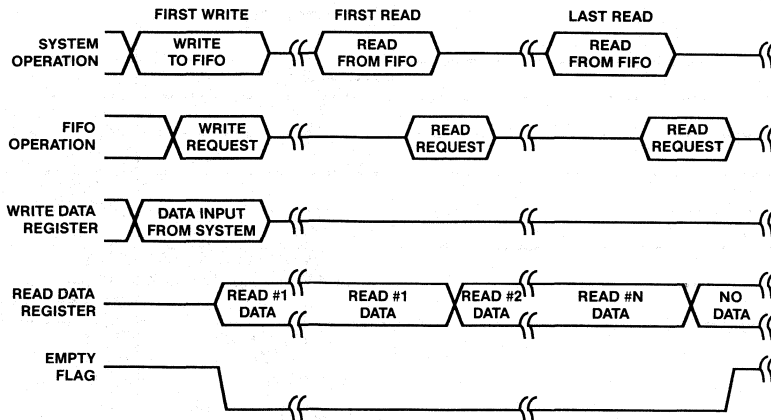 FIRST WRITE FIRST READ LAST READ
SYSTEM
OPERATION
WRITE
TO FIFO
READ
FROM FIFO
READ
FROM FIFO
FIFO
OPERATION
WRITE
REQUEST
READ
REQUEST
READ
REQUEST
WRITE DATA
REGISTER
DATA INPUT
FROM SYSTEM
READ DATA
REGISTER
READ #1
DATA
READ #1
DATA
READ #2
DATA
READ #N
DATA
NO
DATA
EMPTY
FLAG